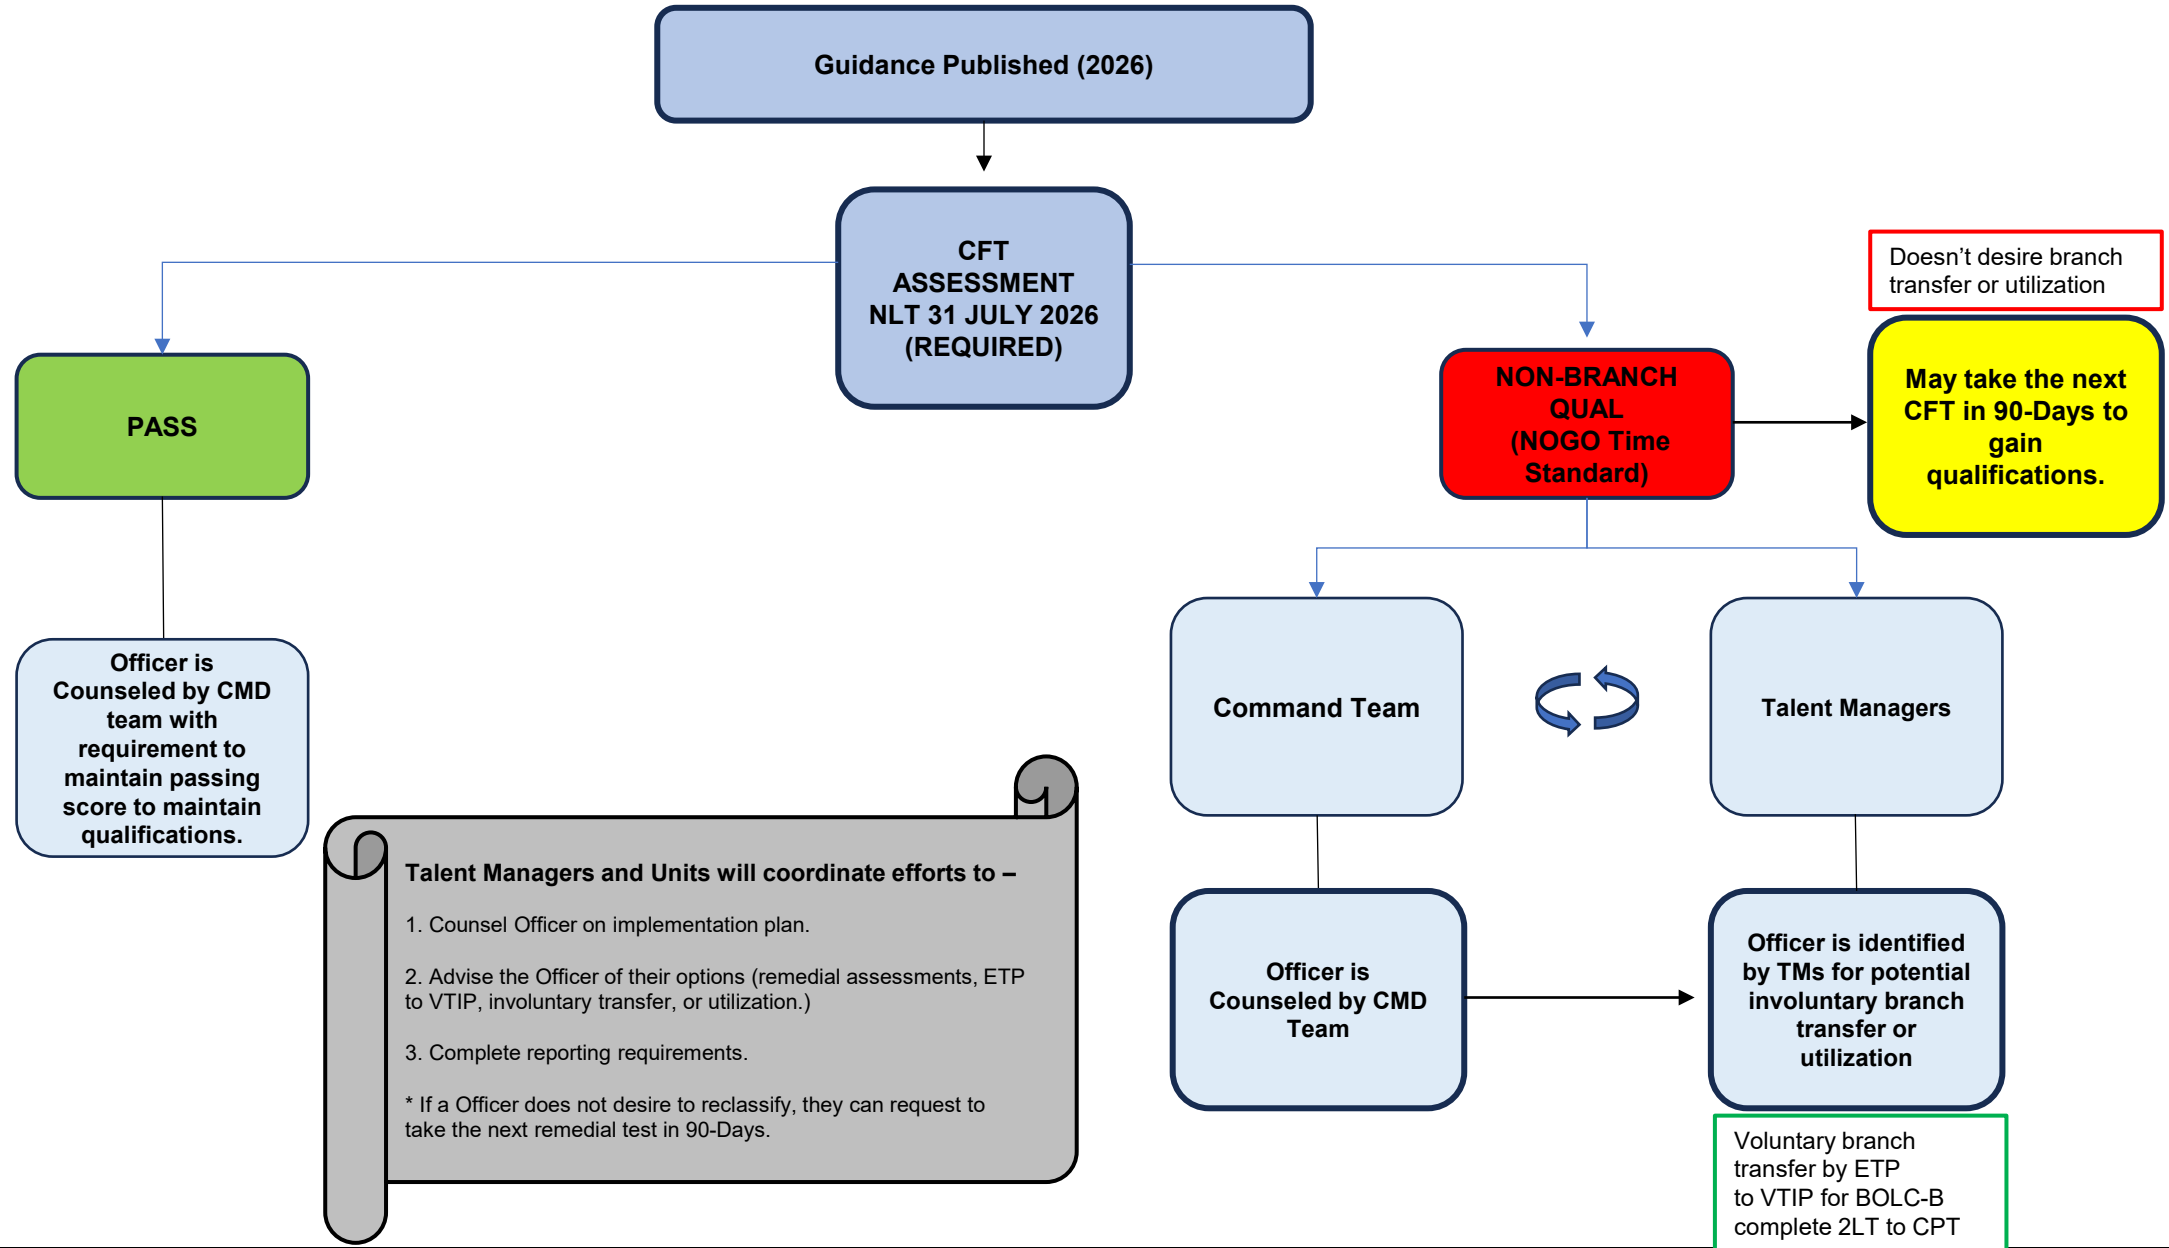 Guidance Published (2026)
CFT
ASSESSMENT
NLT 31 JULY 2026
(REQUIRED)
Doesn’t desire branch
transfer or utilization
PASS
NON-BRANCH
QUAL
(NOGO Time
Standard)
May take the next
CFT in 90-Days to
gain
qualifications.
Officer is
Counseled by CMD
team with
requirement to
maintain passing
score to maintain
qualifications.
Command Team
Talent Managers
Talent Managers and Units will coordinate efforts to –
1. Counsel Officer on implementation plan.
2. Advise the Officer of their options (remedial assessments, ETP
to VTIP, involuntary transfer, or utilization.)
3. Complete reporting requirements.
* If a Officer does not desire to reclassify, they can request to
take the next remedial test in 90-Days.
Officer is
Counseled by CMD
Team
Officer is identified
by TMs for potential
involuntary branch
transfer or
utilization
Voluntary branch
transfer by ETP
to VTIP for BOLC-B
complete 2LT to CPT